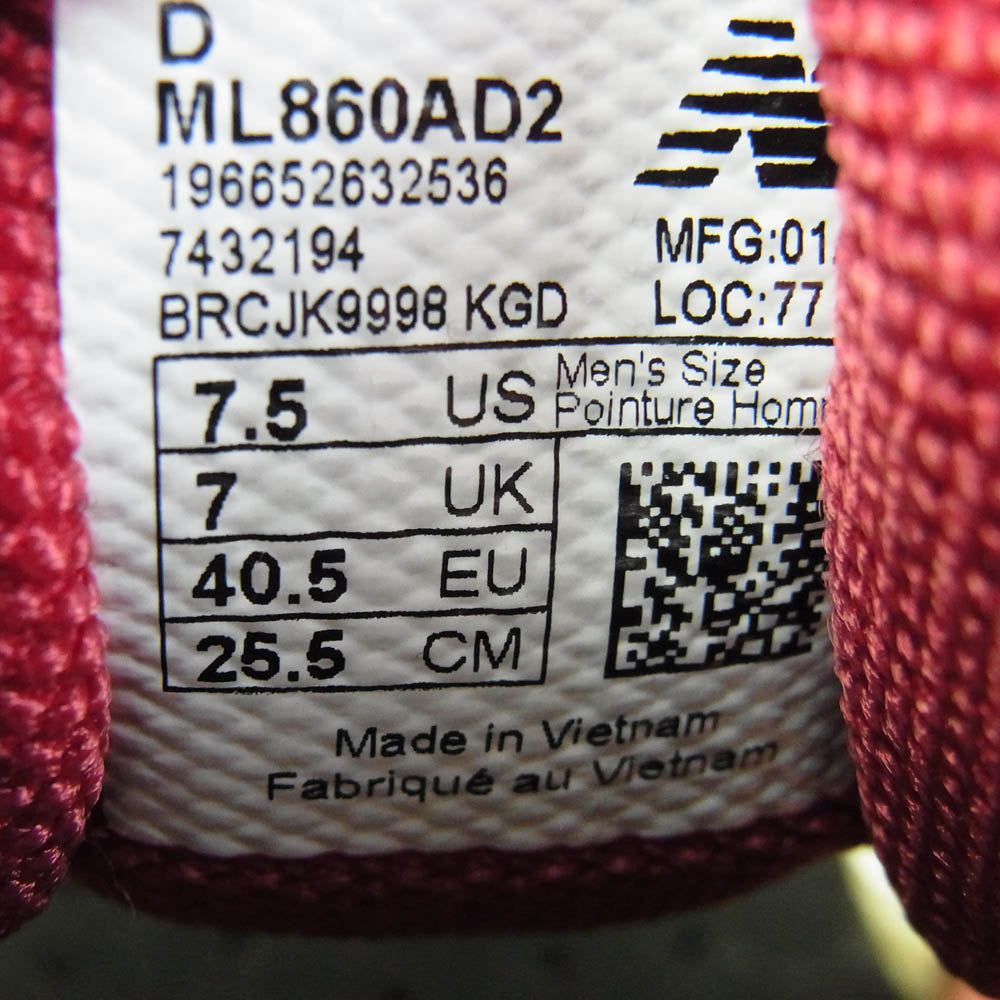 D
ML860AD2
196652632536
7432194
MFG:01
BRCJK9998 KGD
LOC:77
7.5 US Men's Size
Pointure Hom
7 UK
40.5 EU
25.5 CM
Made in Vietnam
Fabriqué au Vietnam